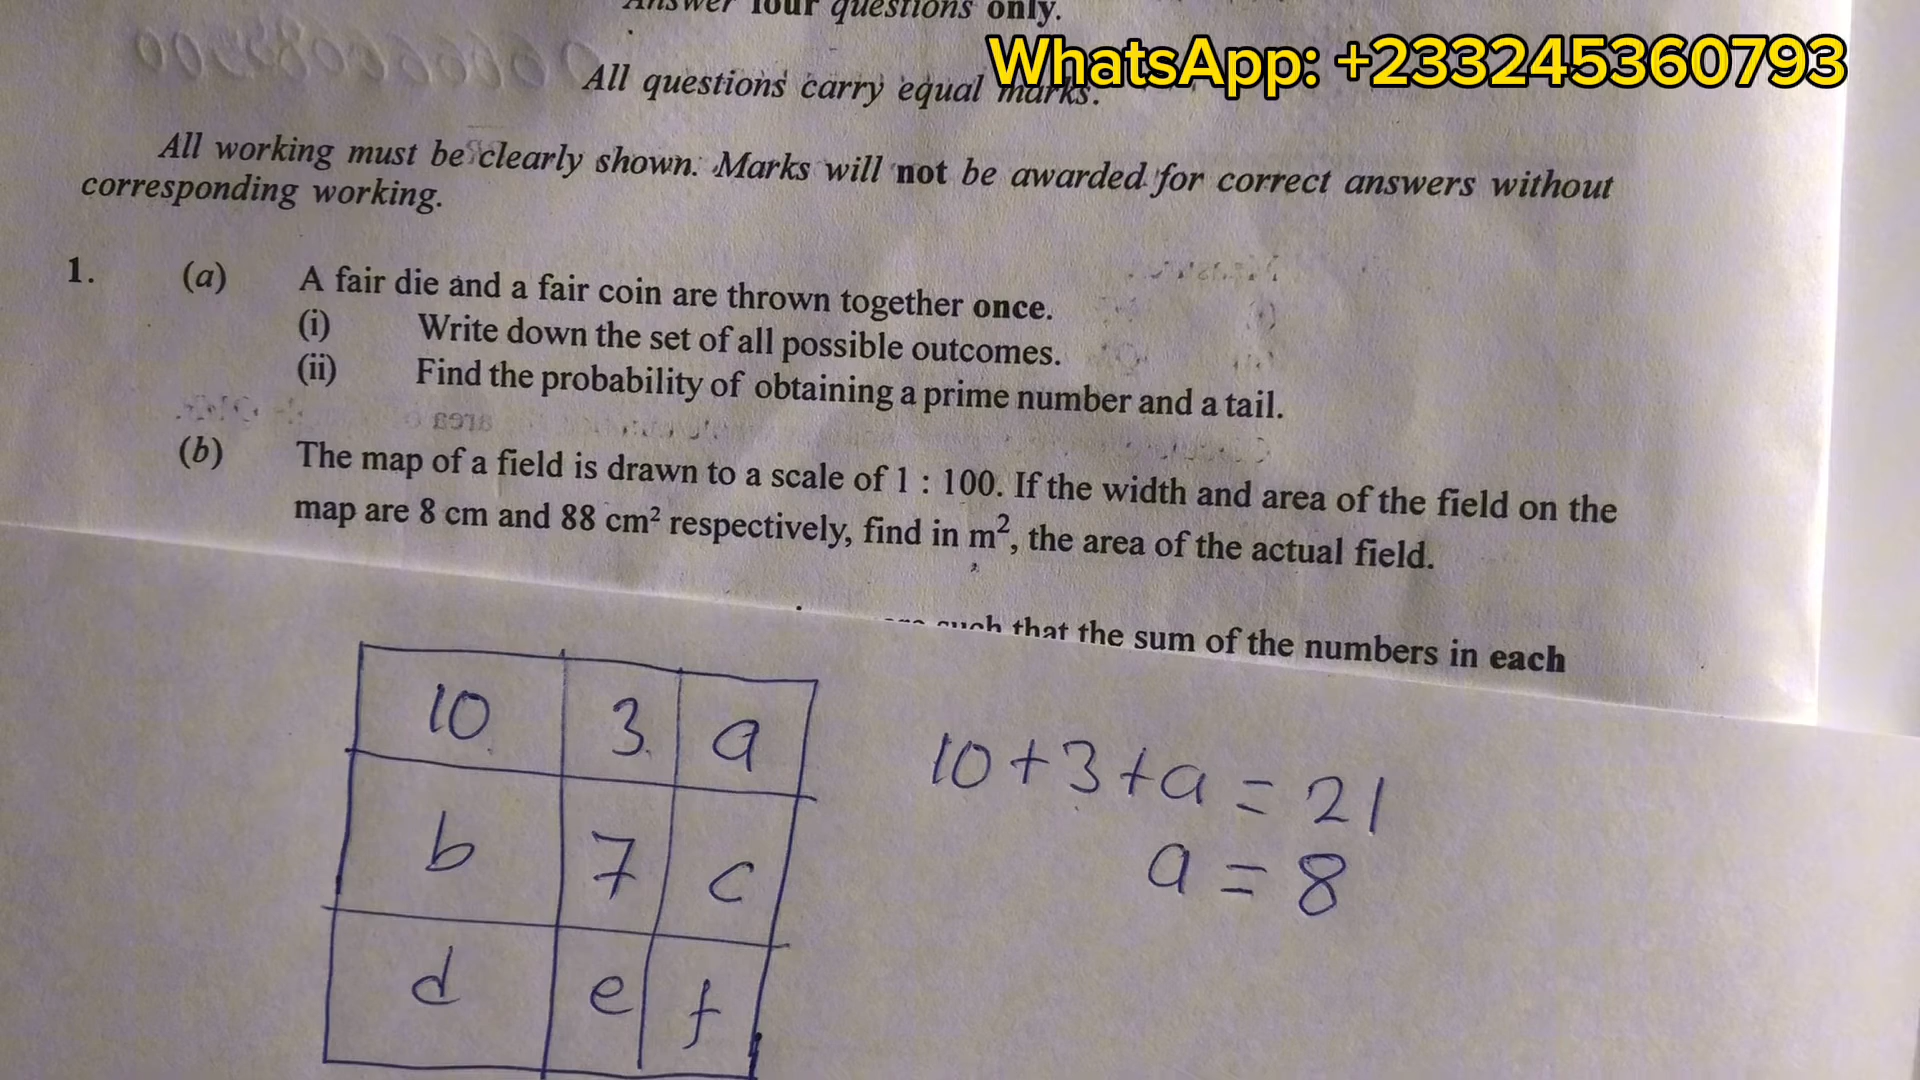 Answer four questions only.
WhatsApp: +233245360793
All questions carry equal marks.
All working must be clearly shown. Marks will not be awarded for correct answers without
corresponding working.
1. (a) A fair die and a fair coin are thrown together once.
(i) Write down the set of all possible outcomes.
(ii) Find the probability of obtaining a prime number and a tail.
(b) The map of a field is drawn to a scale of 1 : 100. If the width and area of the field on the
map are 8 cm and 88 cm² respectively, find in m², the area of the actual field.
such that the sum of the numbers in each
10 3 a
b 7 c
d e f
10 + 3 + a = 21
a = 8